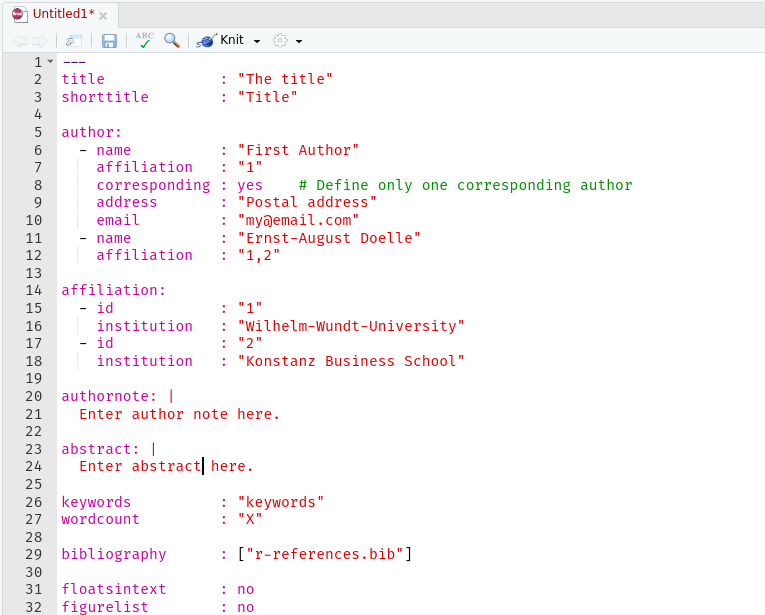 Untitled1* ×
ABC Knit
1 ---
2 title : "The title"
3 shorttitle : "Title"
4
5 author:
6 - name : "First Author"
7 affiliation : "1"
8 corresponding : yes # Define only one corresponding author
9 address : "Postal address"
10 email : "my@email.com"
11 - name : "Ernst-August Doelle"
12 affiliation : "1,2"
13
14 affiliation:
15 - id : "1"
16 institution : "Wilhelm-Wundt-University"
17 - id : "2"
18 institution : "Konstanz Business School"
19
20 authornote: |
21 Enter author note here.
22
23 abstract: |
24 Enter abstract here.
25
26 keywords : "keywords"
27 wordcount : "X"
28
29 bibliography : ["r-references.bib"]
30
31 floatsintext : no
32 figurelist : no